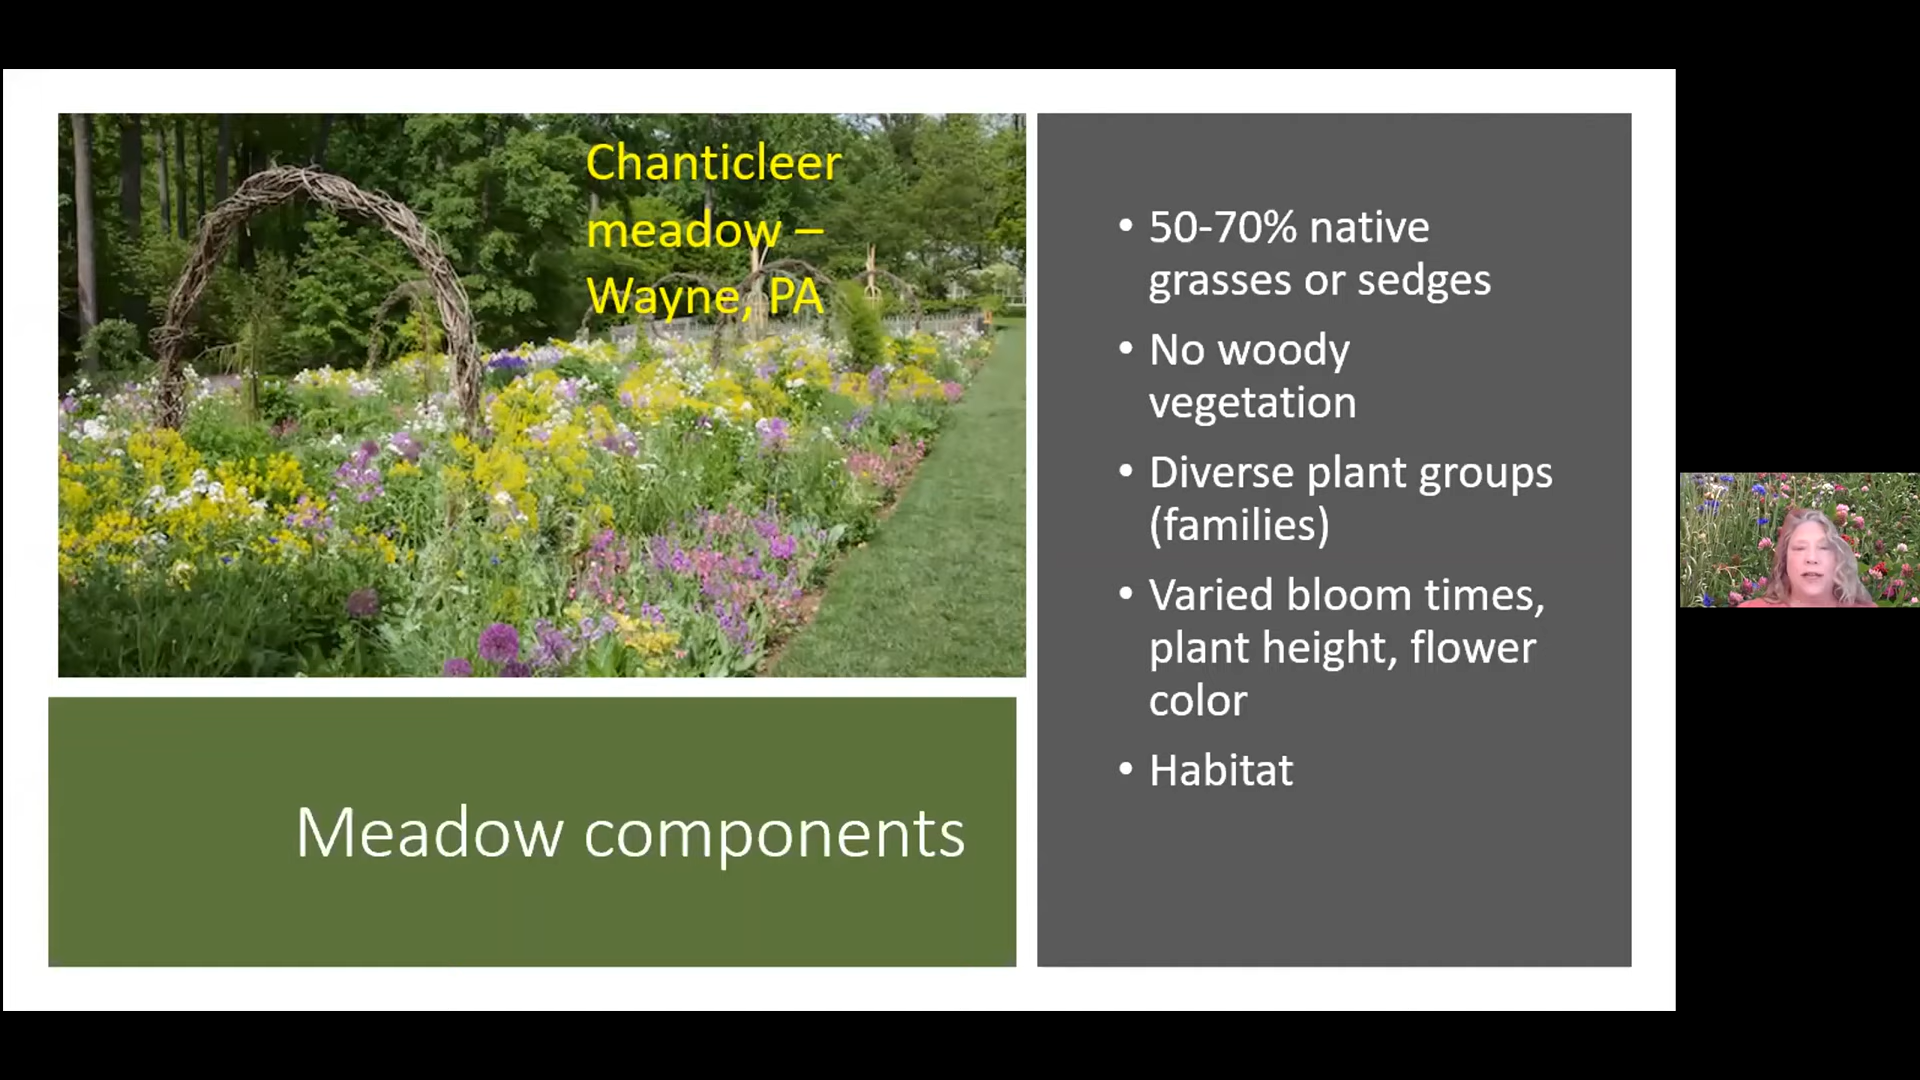 Chanticleer
meadow –
Wayne, PA
Meadow components
• 50-70% native
grasses or sedges
• No woody
vegetation
• Diverse plant groups
(families)
• Varied bloom times,
plant height, flower
color
• Habitat